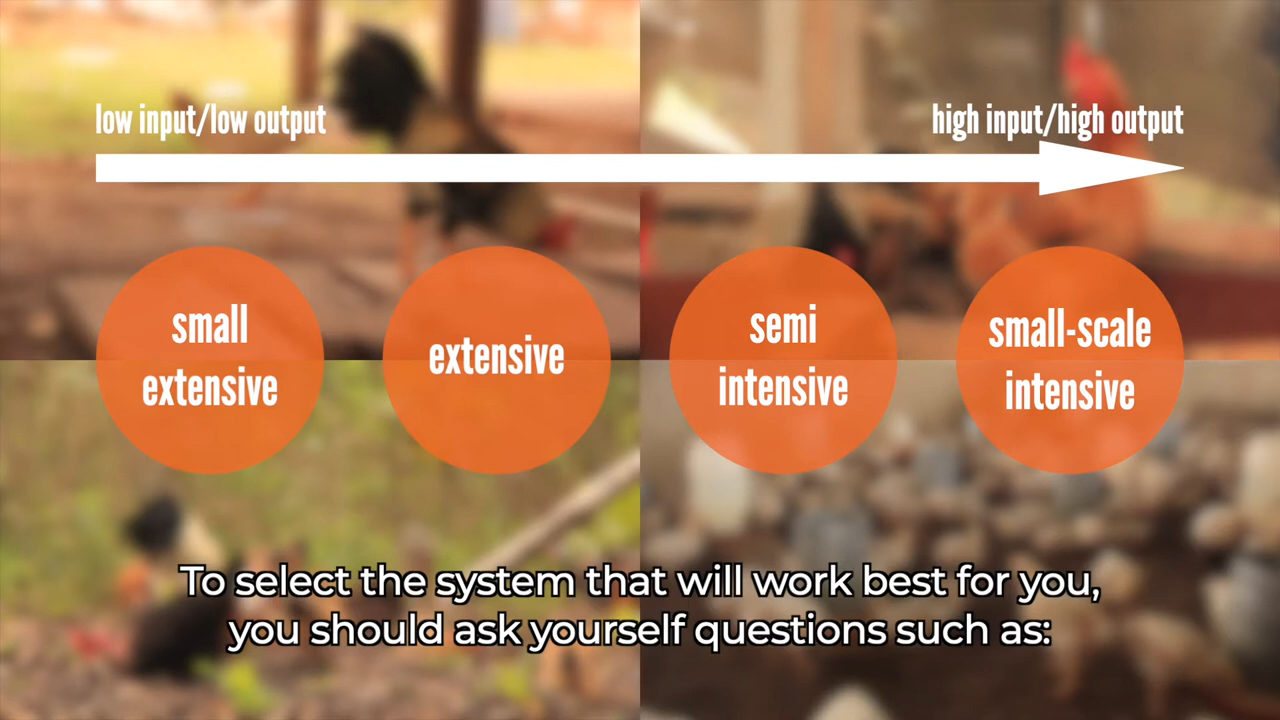 low input/low output
high input/high output
small
extensive
extensive
semi
intensive
small-scale
intensive
To select the system that will work best for you,
you should ask yourself questions such as: